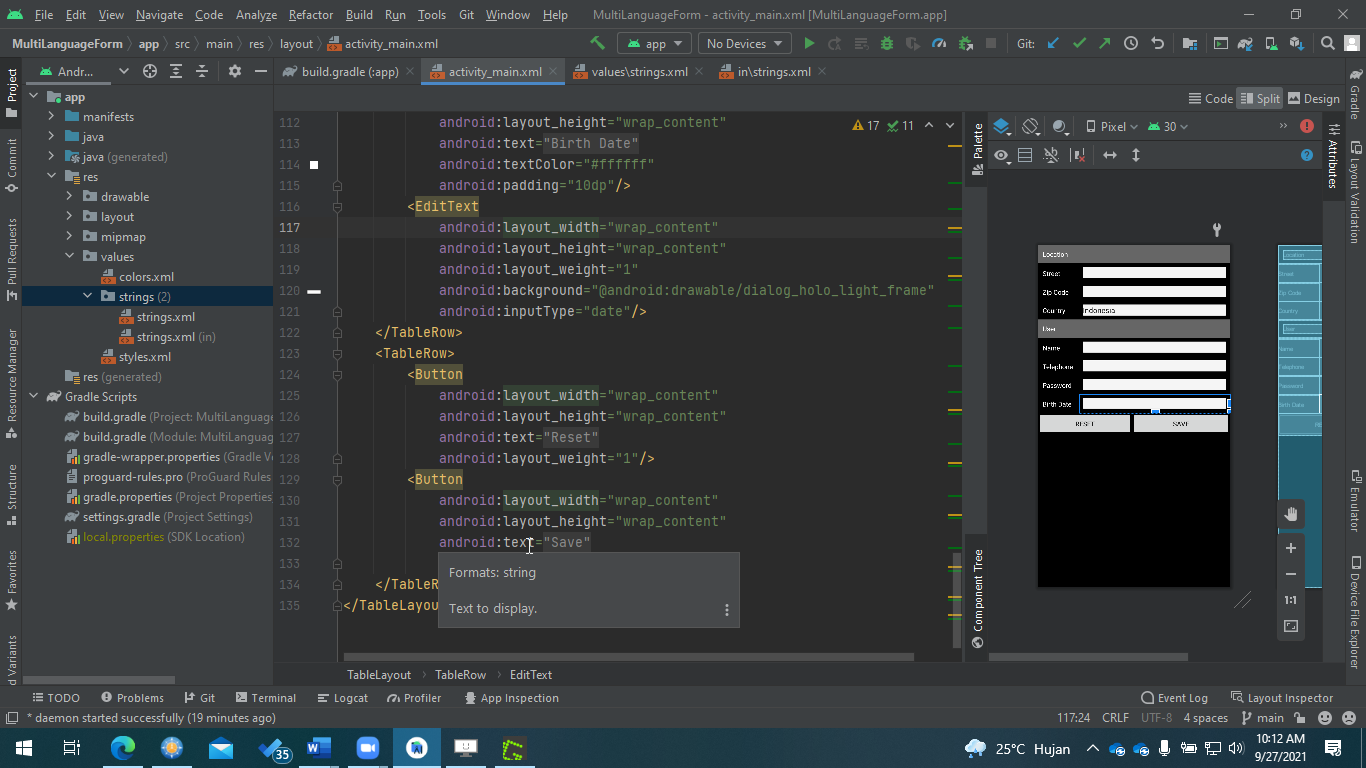 File Edit View Navigate Code Analyze Refactor Build Run Tools Git Window Help MultiLanguageForm - activity_main.xml [MultiLanguageForm.app]
MultiLanguageForm app src main res layout activity_main.xml app No Devices Git:
Project Andr... build.gradle (:app) activity_main.xml values\strings.xml in\strings.xml Gradle
Code Split Design
app
manifests
java
java (generated)
res
drawable
layout
mipmap
values
colors.xml
strings (2)
strings.xml
strings.xml (in)
styles.xml
res (generated)
Gradle Scripts
build.gradle (Project: MultiLanguage
build.gradle (Module: MultiLanguag
gradle-wrapper.properties (Gradle Ve
proguard-rules.pro (ProGuard Rules
gradle.properties (Project Properties
settings.gradle (Project Settings)
local.properties (SDK Location)
Commit
Pull Requests
Resource Manager
Structure
Favorites
d Variants
17 11
112 android:layout_height="wrap_content"
113 android:text="Birth Date"
114 android:textColor="#ffffff"
115 android:padding="10dp"/>
116 <EditText
117 android:layout_width="wrap_content"
118 android:layout_height="wrap_content"
119 android:layout_weight="1"
120 android:background="@android:drawable/dialog_holo_light_frame"
121 android:inputType="date"/>
122 </TableRow>
123 <TableRow>
124 <Button
125 android:layout_width="wrap_content"
126 android:layout_height="wrap_content"
127 android:text="Reset"
128 android:layout_weight="1"/>
129 <Button
130 android:layout_width="wrap_content"
131 android:layout_height="wrap_content"
132 android:text="Save"
133
134 </TableR
135 </TableLayou
Formats: string
Text to display.
TableLayout TableRow EditText
Palette
Component Tree
Pixel 30
Location
Street
Zip Code
Country Indonesia
User
Name
Telephone
Password
Birth Date
RESET SAVE
Location
Street
Zip Code
Country
User
Name
Telephone
Password
Birth Date
1:1
Attributes
Layout Validation
Emulator
Device File Explorer
TODO Problems Git Terminal Logcat Profiler App Inspection Event Log Layout Inspector
* daemon started successfully (19 minutes ago) 117:24 CRLF UTF-8 4 spaces main
35 25°C Hujan 10:12 AM
9/27/2021